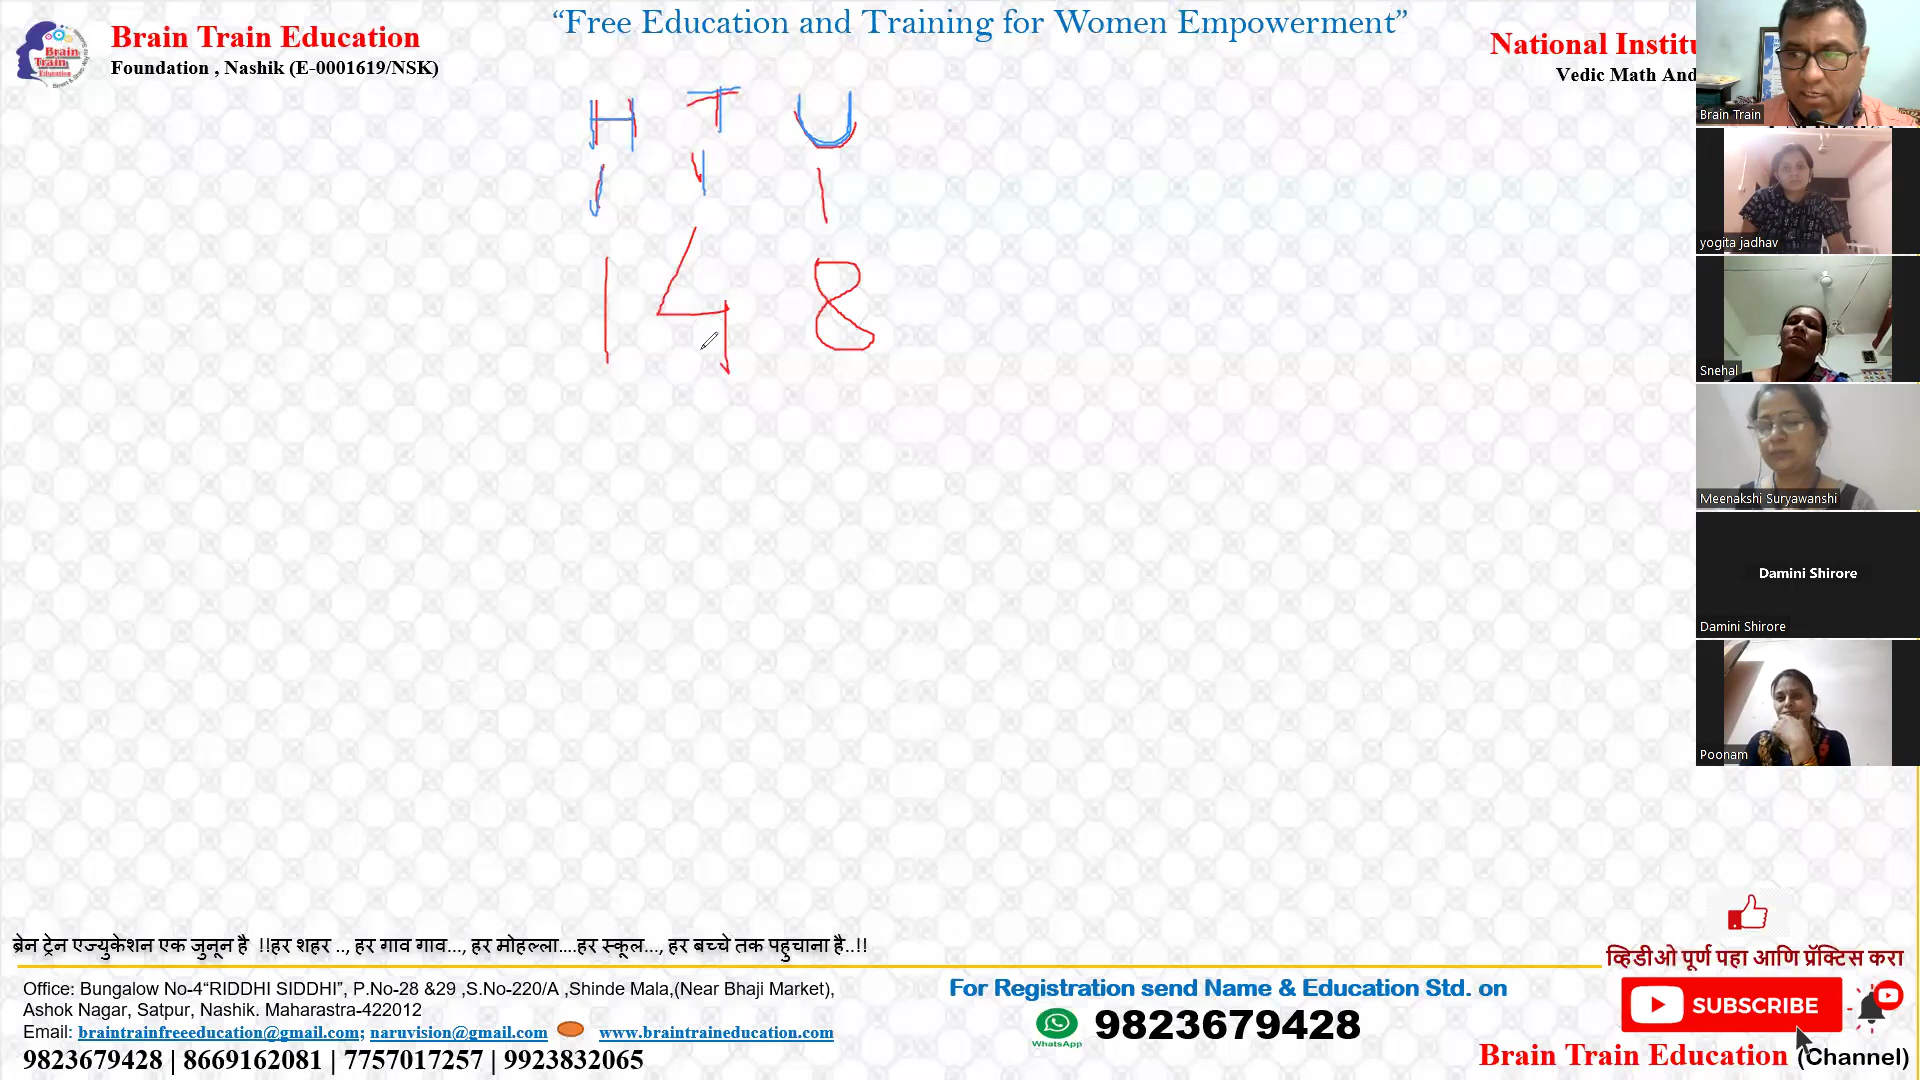 “Free Education and Training for Women Empowerment”
Brain Train Education
Foundation , Nashik (E-0001619/NSK)
Brain
Train
Education
National Institu
Vedic Math And
H T U
1 4 8
Brain Train
yogita jadhav
Snehal
Meenakshi Suryawanshi
Damini Shirore
Damini Shirore
Poonam
ब्रेन ट्रेन एज्युकेशन एक जुनून है !!हर शहर .., हर गाव गाव..., हर मोहल्ला....हर स्कूल..., हर बच्चे तक पहुचाना है..!!
व्हिडीओ पूर्ण पहा आणि प्रॅक्टिस करा
Office: Bungalow No-4“RIDDHI SIDDHI”, P.No-28 &29 ,S.No-220/A ,Shinde Mala,(Near Bhaji Market),
Ashok Nagar, Satpur, Nashik. Maharastra-422012
Email: braintrainfreeeducation@gmail.com; naruvision@gmail.com www.braintraineducation.com
9823679428 | 8669162081 | 7757017257 | 9923832065
For Registration send Name & Education Std. on
WhatsApp
9823679428
SUBSCRIBE
Brain Train Education (Channel)